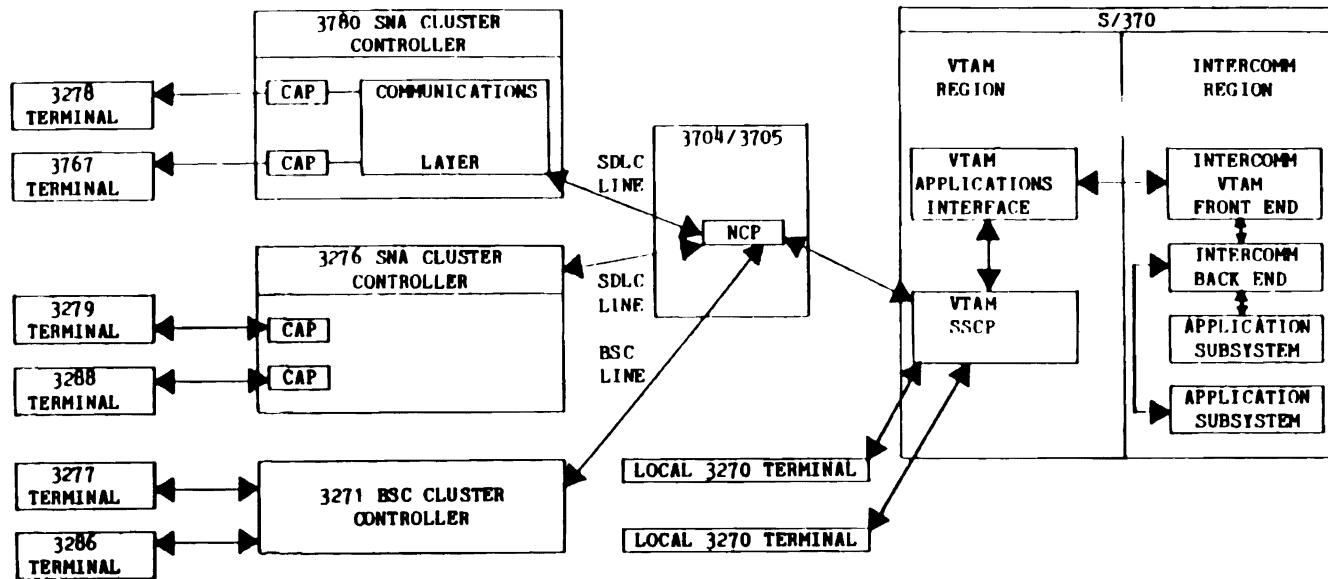 3780 SNA CLUSTER
CONTROLLER
3278
TERMINAL
3767
TERMINAL
CAP
CAP
COMMUNICATIONS
LAYER
SDLC
LINE
3276 SNA CLUSTER
CONTROLLER
3279
TERMINAL
3288
TERMINAL
CAP
CAP
SDLC
LINE
BSC
LINE
3277
TERMINAL
3286
TERMINAL
3271 BSC CLUSTER
CONTROLLER
3704/3705
NCP
LOCAL 3270 TERMINAL
LOCAL 3270 TERMINAL
S/370
VTAM
REGION
VTAM
APPLICATIONS
INTERFACE
VTAM
SSCP
INTERCOMM
REGION
INTERCOMM
VTAM
FRONT END
INTERCOMM
BACK END
APPLICATION
SUBSYSTEM
APPLICATION
SUBSYSTEM